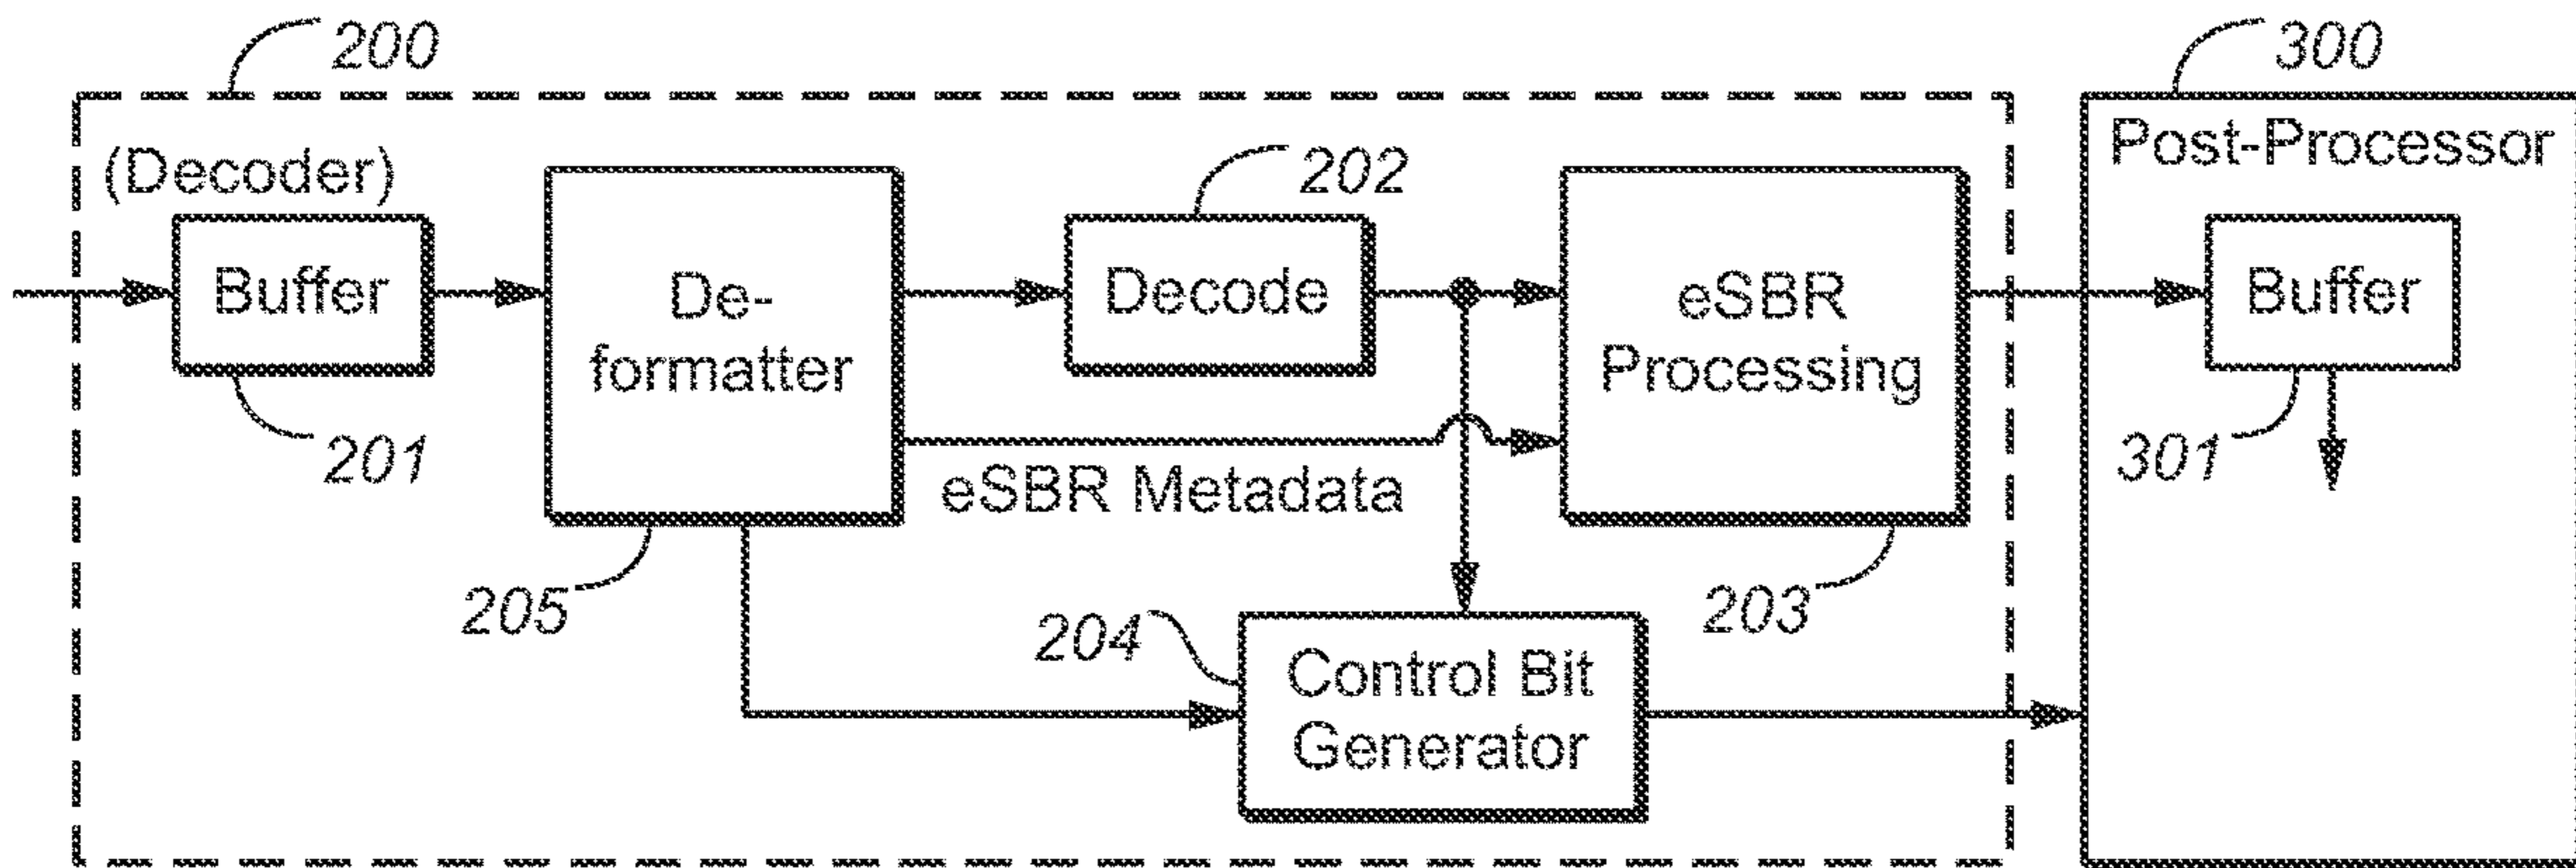 200
300
(Decoder)
Post-Processor
202
Buffer
De-
formatter
Decode
eSBR
Processing
Buffer
201
eSBR Metadata
301
205
204
203
Control Bit
Generator